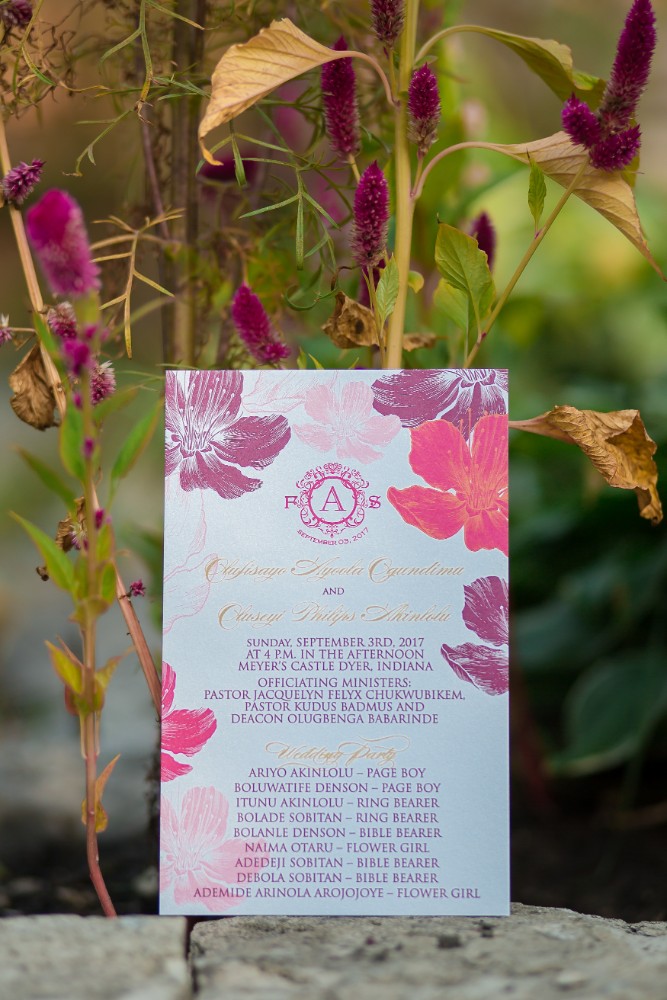 F A S
SEPTEMBER 03, 2017
AND
SUNDAY, SEPTEMBER 3RD, 2017
AT 4 P.M. IN THE AFTERNOON
MEYER'S CASTLE DYER, INDIANA
OFFICIATING MINISTERS:
PASTOR JACQUELYN FELYX CHUKWUBIKEM,
PASTOR KUDUS BADMUS AND
DEACON OLUGBENGA BABARINDE
Wedding Party
ARIYO AKINLOLU – PAGE BOY
BOLUWATIFE DENSON – PAGE BOY
ITUNU AKINLOLU – RING BEARER
BOLADE SOBITAN – RING BEARER
BOLANLE DENSON – BIBLE BEARER
NAIMA OTARU – FLOWER GIRL
ADEDEJI SOBITAN – BIBLE BEARER
DEBOLA SOBITAN – BIBLE BEARER
ADEMIDE ARINOLA AROJOJOYE – FLOWER GIRL